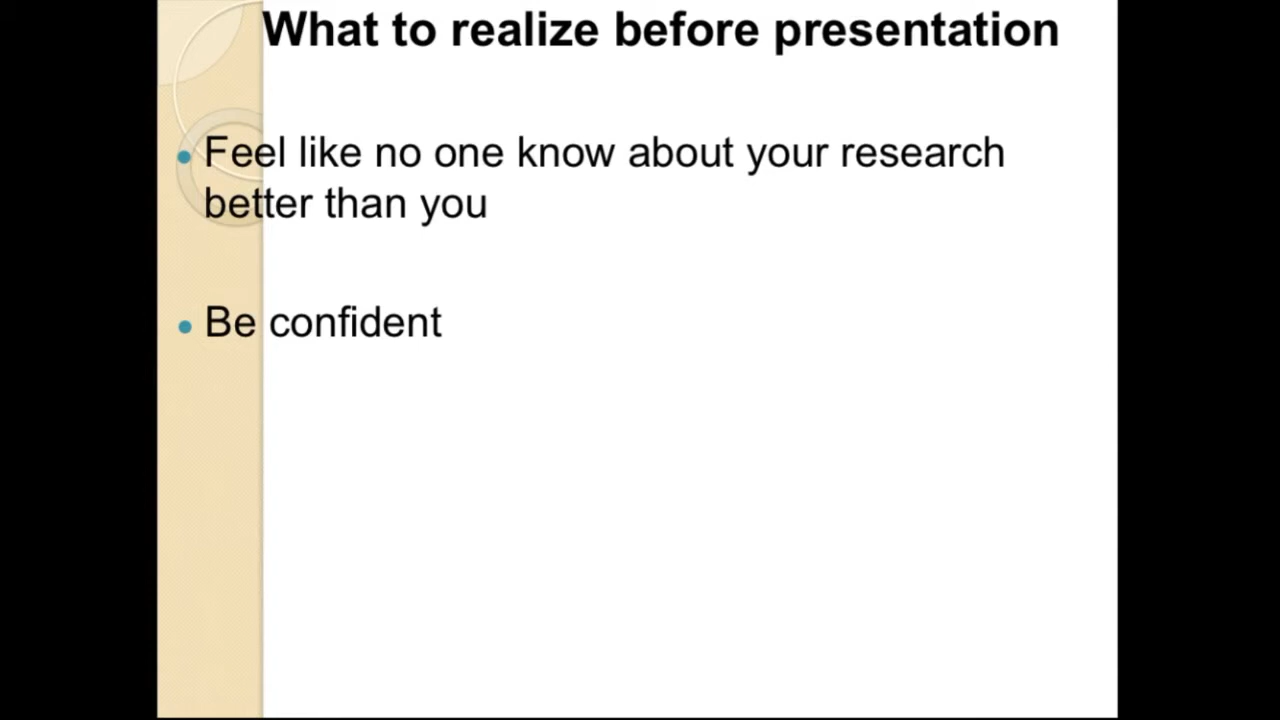 What to realize before presentation
Feel like no one know about your research
better than you
Be confident